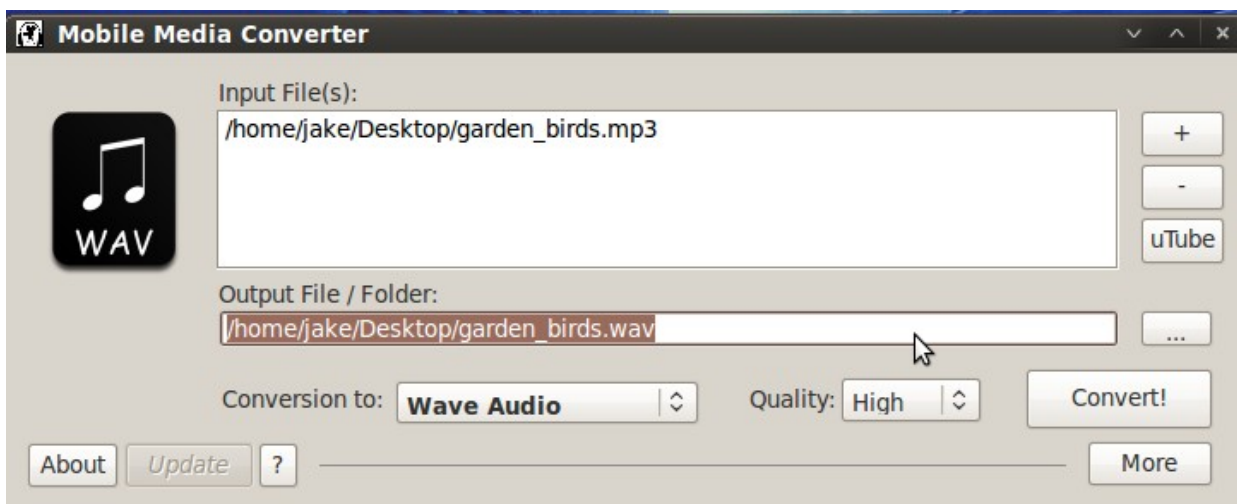 Mobile Media Converter
Input File(s):
/home/jake/Desktop/garden_birds.mp3
+
-
uTube
WAV
Output File / Folder:
/home/jake/Desktop/garden_birds.wav
...
Conversion to: Wave Audio Quality: High Convert!
About Update ? More